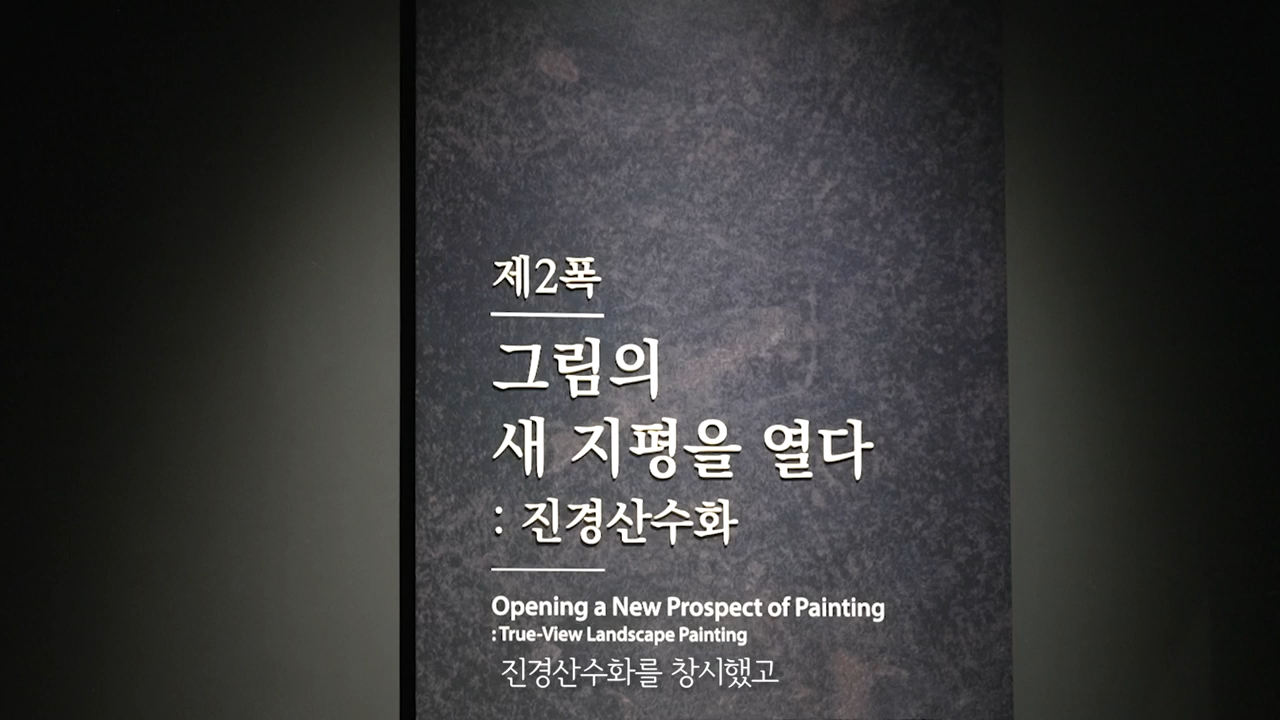 제2폭
그림의
새 지평을 열다
: 진경산수화
Opening a New Prospect of Painting
: True-View Landscape Painting
진경산수화를 창시했고